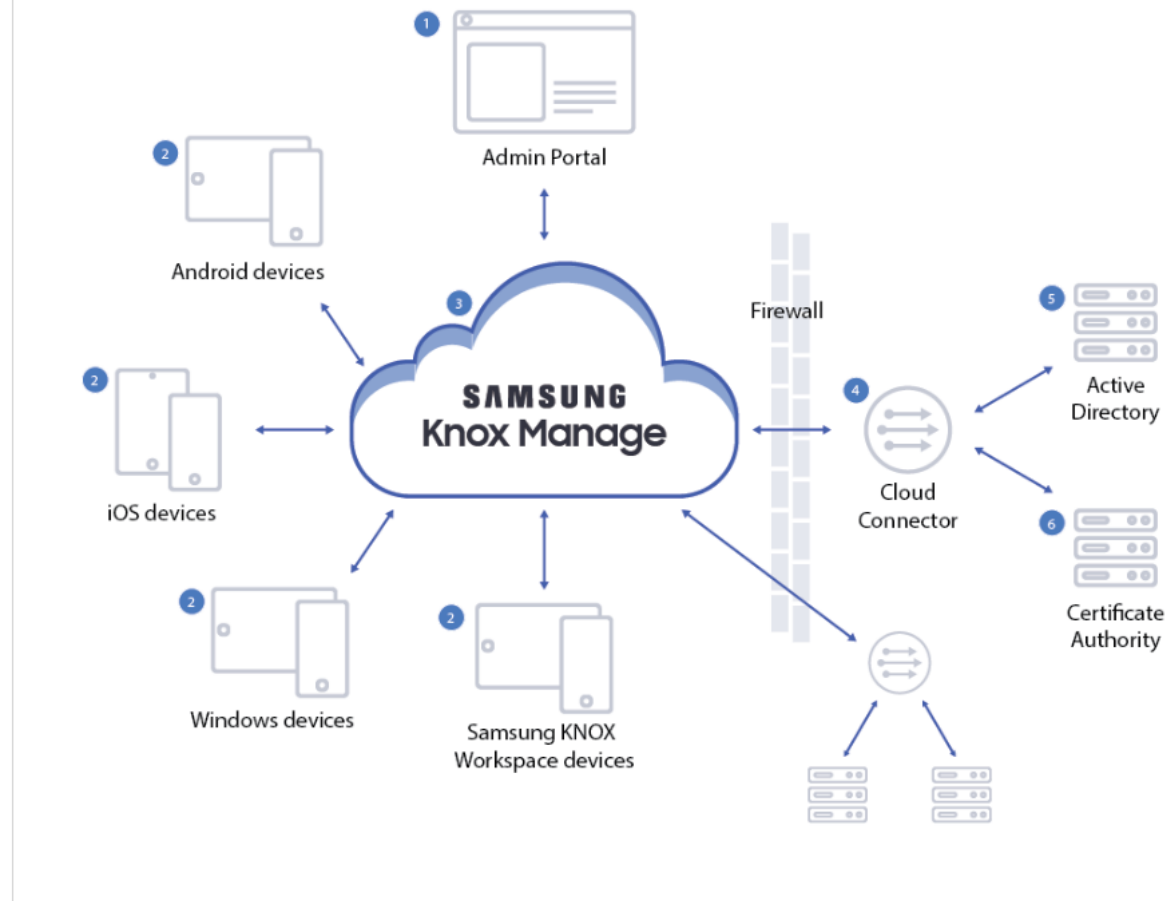 1
Admin Portal
2
Android devices
3
Firewall
5
Active
Directory
2
iOS devices
SAMSUNG
Knox Manage
4
Cloud
Connector
6
Certificate
Authority
2
Windows devices
2
Samsung KNOX
Workspace devices